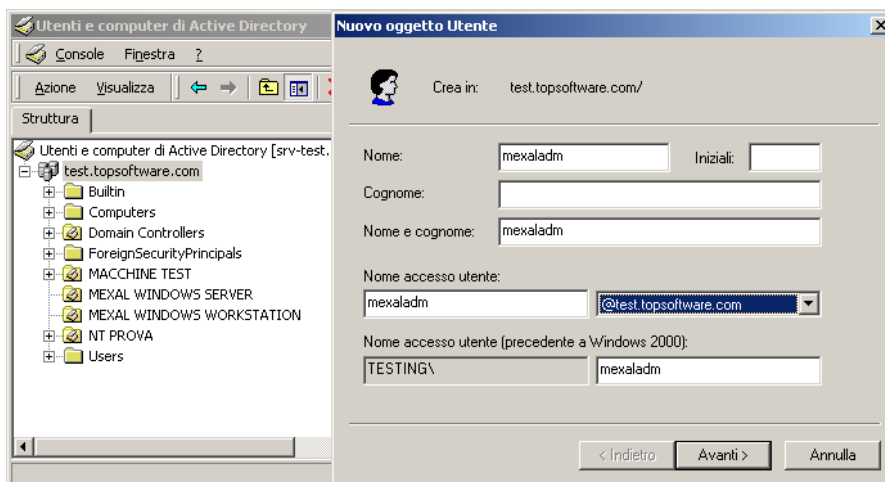 Utenti e computer di Active Directory
Console Finestra ?
Azione Visualizza
Struttura
Utenti e computer di Active Directory [srv-test.
test.topsoftware.com
Builtin
Computers
Domain Controllers
ForeignSecurityPrincipals
MACCHINE TEST
MEXAL WINDOWS SERVER
MEXAL WINDOWS WORKSTATION
NT PROVA
Users
Nuovo oggetto Utente
Crea in: test.topsoftware.com/
Nome: mexaladm Iniziali:
Cognome:
Nome e cognome: mexaladm
Nome accesso utente:
mexaladm @test.topsoftware.com
Nome accesso utente (precedente a Windows 2000):
TESTING\ mexaladm
< Indietro Avanti > Annulla